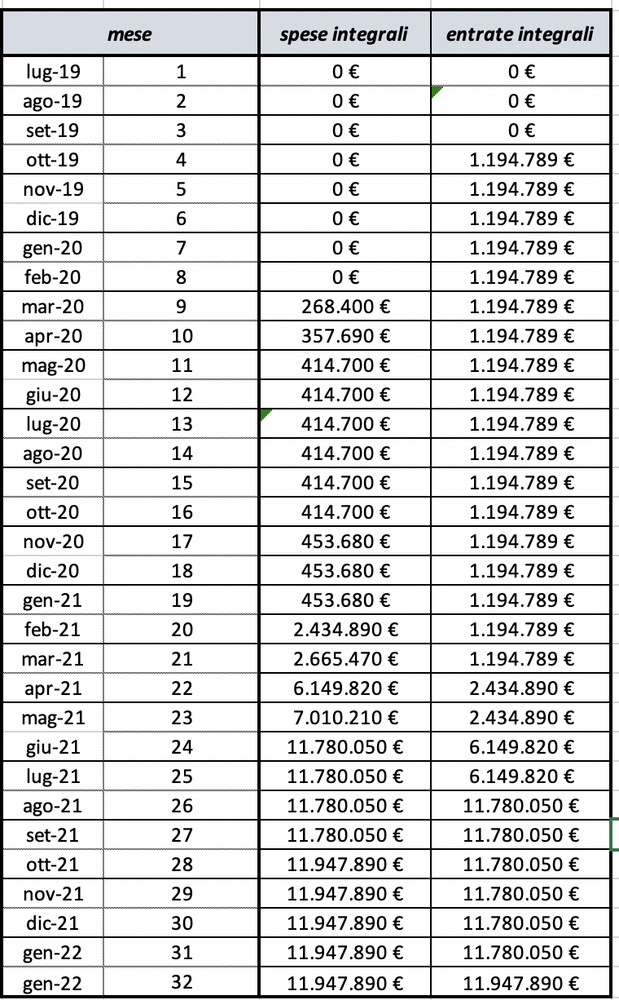 mese spese integrali entrate integrali
lug-19 1 0 € 0 €
ago-19 2 0 € 0 €
set-19 3 0 € 0 €
ott-19 4 0 € 1.194.789 €
nov-19 5 0 € 1.194.789 €
dic-19 6 0 € 1.194.789 €
gen-20 7 0 € 1.194.789 €
feb-20 8 0 € 1.194.789 €
mar-20 9 268.400 € 1.194.789 €
apr-20 10 357.690 € 1.194.789 €
mag-20 11 414.700 € 1.194.789 €
giu-20 12 414.700 € 1.194.789 €
lug-20 13 414.700 € 1.194.789 €
ago-20 14 414.700 € 1.194.789 €
set-20 15 414.700 € 1.194.789 €
ott-20 16 414.700 € 1.194.789 €
nov-20 17 453.680 € 1.194.789 €
dic-20 18 453.680 € 1.194.789 €
gen-21 19 453.680 € 1.194.789 €
feb-21 20 2.434.890 € 1.194.789 €
mar-21 21 2.665.470 € 1.194.789 €
apr-21 22 6.149.820 € 2.434.890 €
mag-21 23 7.010.210 € 2.434.890 €
giu-21 24 11.780.050 € 6.149.820 €
lug-21 25 11.780.050 € 6.149.820 €
ago-21 26 11.780.050 € 11.780.050 €
set-21 27 11.780.050 € 11.780.050 €
ott-21 28 11.947.890 € 11.780.050 €
nov-21 29 11.947.890 € 11.780.050 €
dic-21 30 11.947.890 € 11.780.050 €
gen-22 31 11.947.890 € 11.780.050 €
gen-22 32 11.947.890 € 11.947.890 €